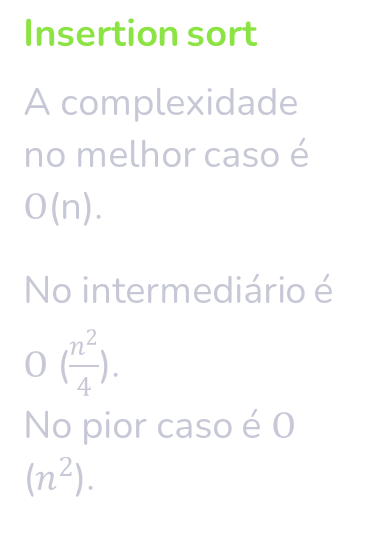 Insertion sort
A complexidade
no melhor caso é
O(n).
No intermediário é
O (n²/4).
No pior caso é O
(n²).